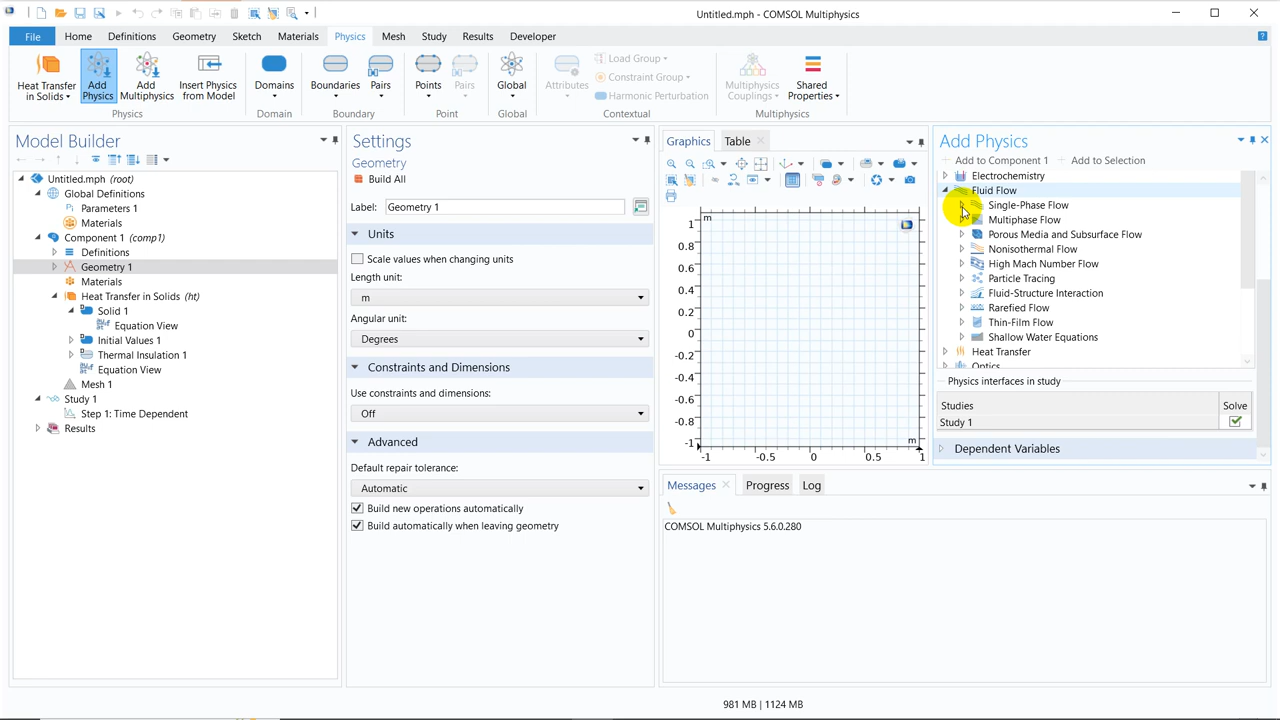 Untitled.mph - COMSOL Multiphysics
File Home Definitions Geometry Sketch Materials Physics Mesh Study Results Developer
Heat Transfer in Solids
Add Physics
Add Multiphysics
Insert Physics from Model
Physics
Domains
Domain
Boundaries
Pairs
Boundary
Points
Pairs
Point
Global
Global
Attributes
Load Group
Constraint Group
Harmonic Perturbation
Contextual
Multiphysics Couplings
Shared Properties
Multiphysics
Model Builder
Untitled.mph (root)
Global Definitions
Parameters 1
Materials
Component 1 (comp1)
Definitions
Geometry 1
Materials
Heat Transfer in Solids (ht)
Solid 1
Equation View
Initial Values 1
Thermal Insulation 1
Equation View
Mesh 1
Study 1
Step 1: Time Dependent
Results
Settings
Geometry
Build All
Label: Geometry 1
Units
Scale values when changing units
Length unit:
m
Angular unit:
Degrees
Constraints and Dimensions
Use constraints and dimensions:
Off
Advanced
Default repair tolerance:
Automatic
Build new operations automatically
Build automatically when leaving geometry
Graphics Table
m
1
0.8
0.6
0.4
0.2
0
-0.2
-0.4
-0.6
-0.8
-1
m
-1 -0.5 0 0.5 1
Messages Progress Log
COMSOL Multiphysics 5.6.0.280
Add Physics
Add to Component 1 Add to Selection
Electrochemistry
Fluid Flow
Single-Phase Flow
Multiphase Flow
Porous Media and Subsurface Flow
Nonisothermal Flow
High Mach Number Flow
Particle Tracing
Fluid-Structure Interaction
Rarefied Flow
Thin-Film Flow
Shallow Water Equations
Heat Transfer
Optics
Physics interfaces in study
Studies Solve
Study 1
Dependent Variables
981 MB | 1124 MB